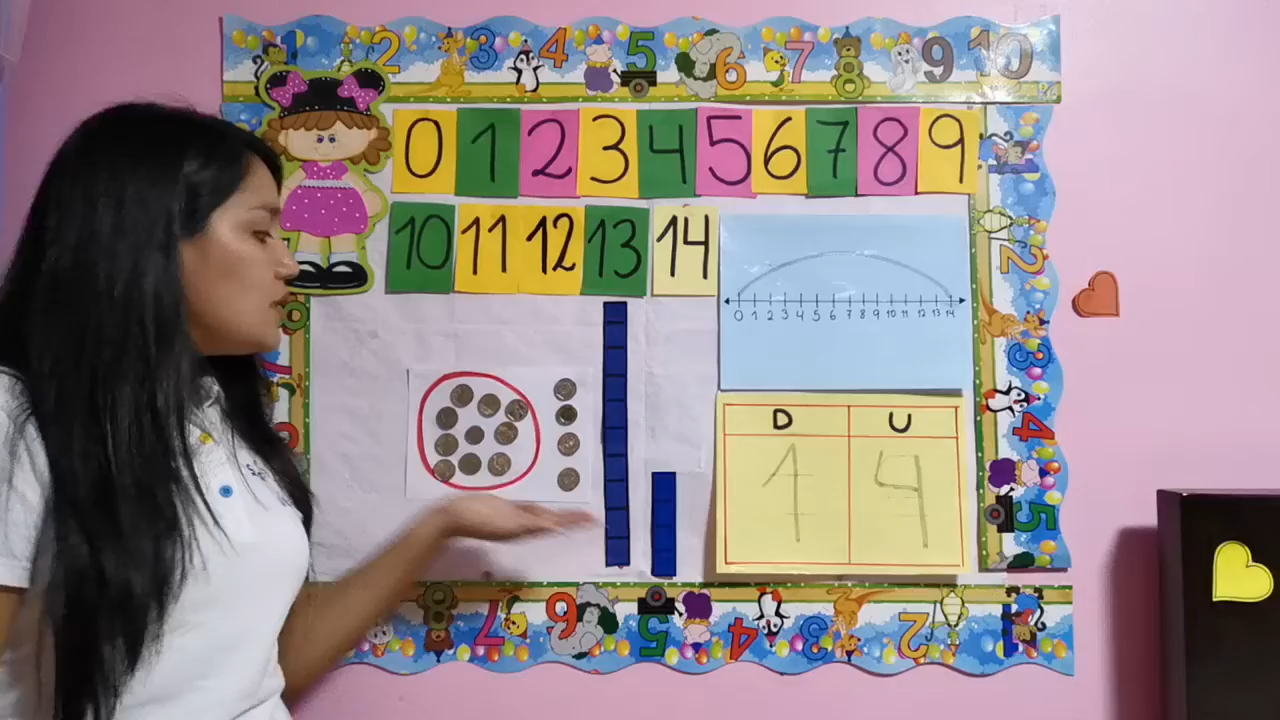 1 2 3 4 5 6 7 8 9 10
0 1 2 3 4 5 6 7 8 9
10 11 12 13 14
0 1 2 3 4 5 6 7 8 9 10 11 12 13 14
D U
1 4
2
3
4
5
8
8 7 6 5 4 3 2 1